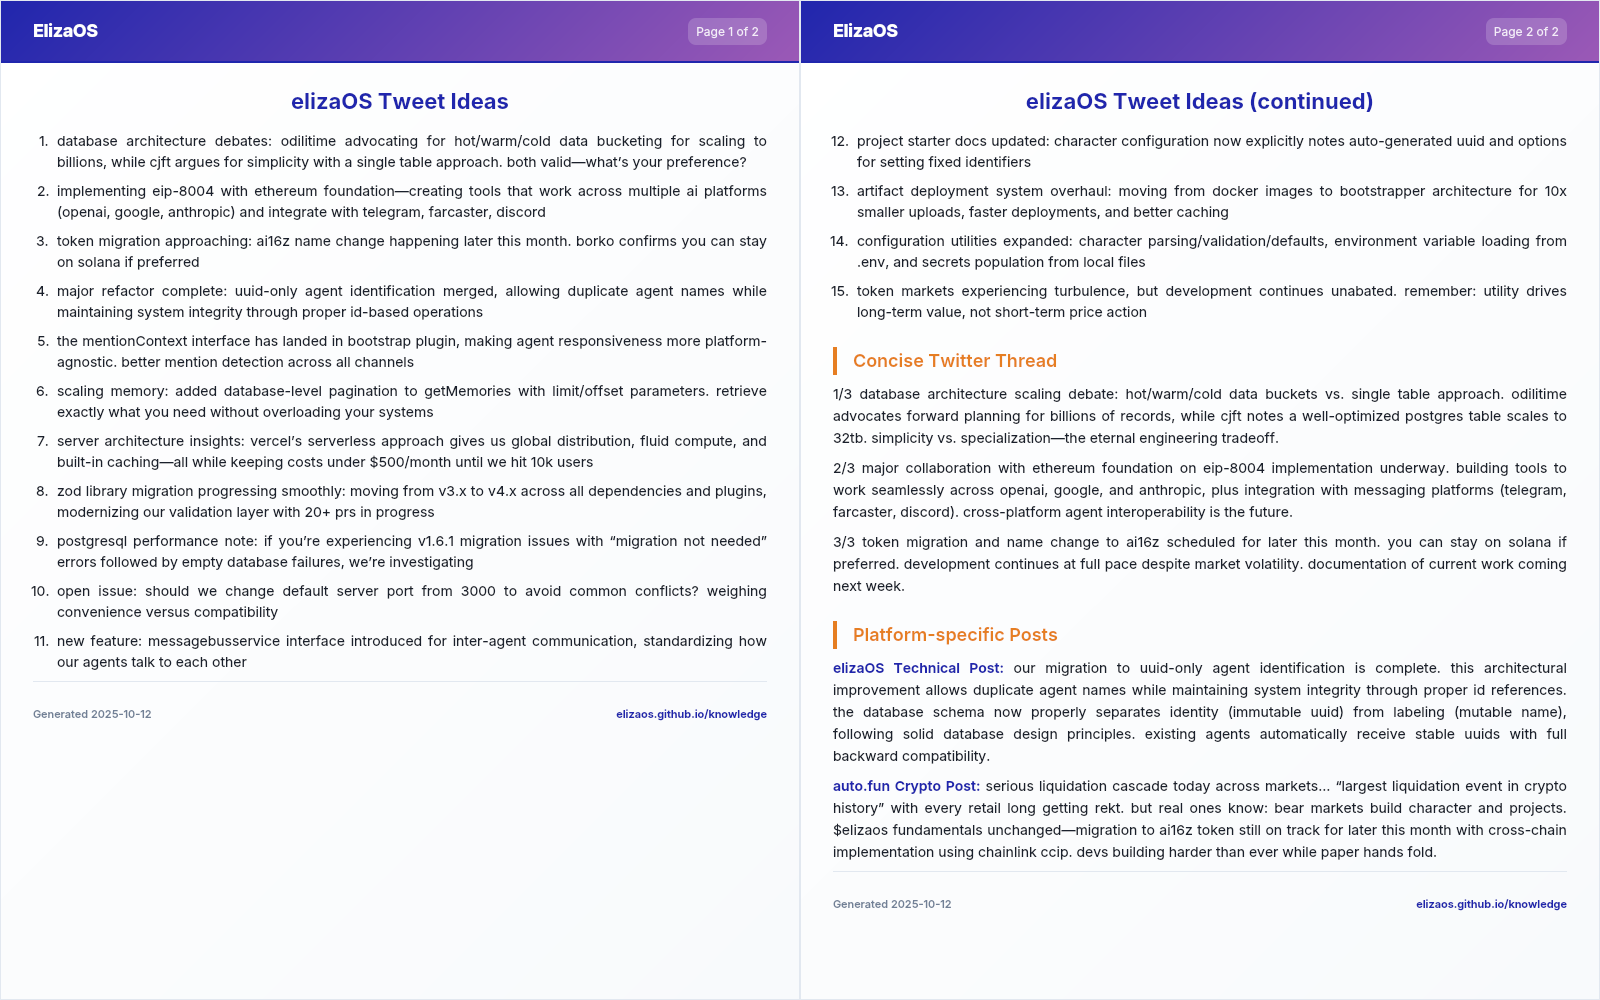 ElizaOS
Page 1 of 2
elizaOS Tweet Ideas
1. database architecture debates: odilitime advocating for hot/warm/cold data bucketing for scaling to
billions, while cjft argues for simplicity with a single table approach. both valid—what's your preference?
2. implementing eip-8004 with ethereum foundation—creating tools that work across multiple ai platforms
(openai, google, anthropic) and integrate with telegram, farcaster, discord
3. token migration approaching: ai16z name change happening later this month. borko confirms you can stay
on solana if preferred
4. major refactor complete: uuid-only agent identification merged, allowing duplicate agent names while
maintaining system integrity through proper id-based operations
5. the mentionContext interface has landed in bootstrap plugin, making agent responsiveness more platform-
agnostic. better mention detection across all channels
6. scaling memory: added database-level pagination to getMemories with limit/offset parameters. retrieve
exactly what you need without overloading your systems
7. server architecture insights: vercel's serverless approach gives us global distribution, fluid compute, and
built-in caching—all while keeping costs under $500/month until we hit 10k users
8. zod library migration progressing smoothly: moving from v3.x to v4.x across all dependencies and plugins,
modernizing our validation layer with 20+ prs in progress
9. postgresql performance note: if you're experiencing v1.6.1 migration issues with “migration not needed”
errors followed by empty database failures, we're investigating
10. open issue: should we change default server port from 3000 to avoid common conflicts? weighing
convenience versus compatibility
11. new feature: messagebusservice interface introduced for inter-agent communication, standardizing how
our agents talk to each other
Generated 2025-10-12
elizaos.github.io/knowledge
ElizaOS
Page 2 of 2
elizaOS Tweet Ideas (continued)
12. project starter docs updated: character configuration now explicitly notes auto-generated uuid and options
for setting fixed identifiers
13. artifact deployment system overhaul: moving from docker images to bootstrapper architecture for 10x
smaller uploads, faster deployments, and better caching
14. configuration utilities expanded: character parsing/validation/defaults, environment variable loading from
.env, and secrets population from local files
15. token markets experiencing turbulence, but development continues unabated. remember: utility drives
long-term value, not short-term price action
Concise Twitter Thread
1/3 database architecture scaling debate: hot/warm/cold data buckets vs. single table approach. odilitime
advocates forward planning for billions of records, while cjft notes a well-optimized postgres table scales to
32tb. simplicity vs. specialization—the eternal engineering tradeoff.
2/3 major collaboration with ethereum foundation on eip-8004 implementation underway. building tools to
work seamlessly across openai, google, and anthropic, plus integration with messaging platforms (telegram,
farcaster, discord). cross-platform agent interoperability is the future.
3/3 token migration and name change to ai16z scheduled for later this month. you can stay on solana if
preferred. development continues at full pace despite market volatility. documentation of current work coming
next week.
Platform-specific Posts
elizaOS Technical Post: our migration to uuid-only agent identification is complete. this architectural
improvement allows duplicate agent names while maintaining system integrity through proper id references.
the database schema now properly separates identity (immutable uuid) from labeling (mutable name),
following solid database design principles. existing agents automatically receive stable uuids with full
backward compatibility.
auto.fun Crypto Post: serious liquidation cascade today across markets... “largest liquidation event in crypto
history” with every retail long getting rekt. but real ones know: bear markets build character and projects.
$elizaos fundamentals unchanged—migration to ai16z token still on track for later this month with cross-chain
implementation using chainlink ccip. devs building harder than ever while paper hands fold.
Generated 2025-10-12
elizaos.github.io/knowledge